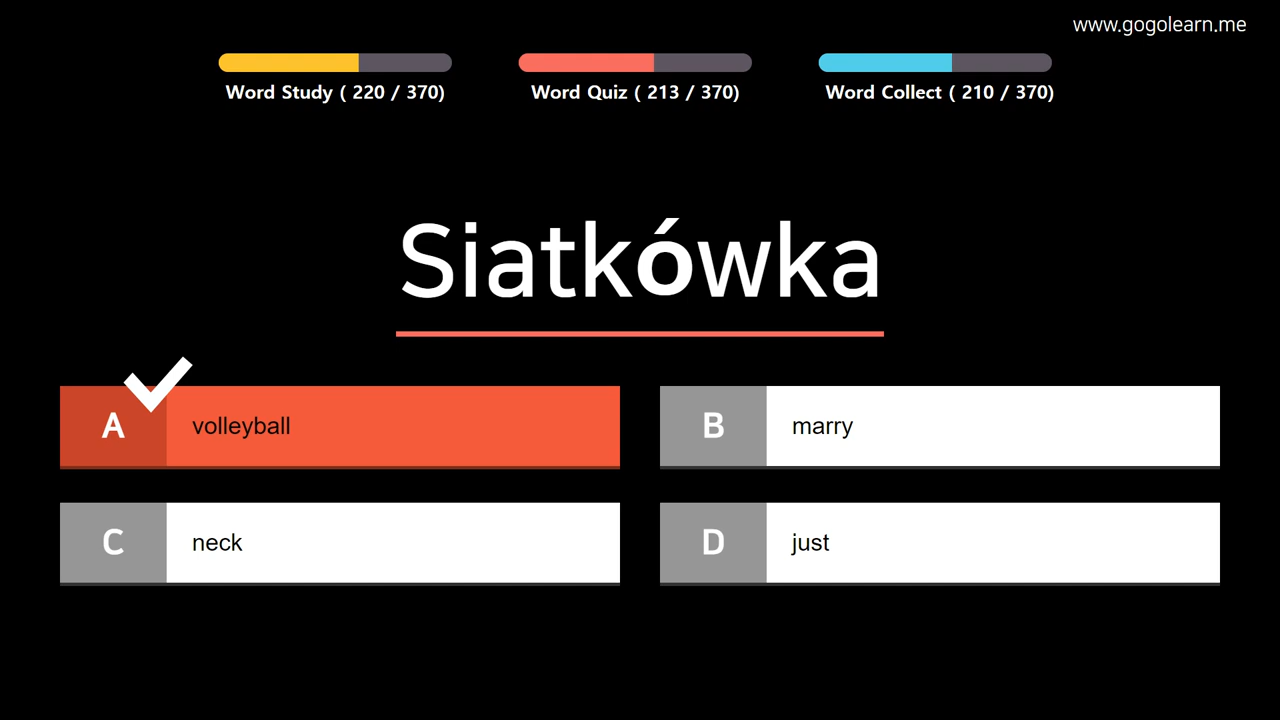 www.gogolearn.me
Word Study ( 220 / 370)
Word Quiz ( 213 / 370)
Word Collect ( 210 / 370)
Siatkówka
A volleyball
B marry
C neck
D just